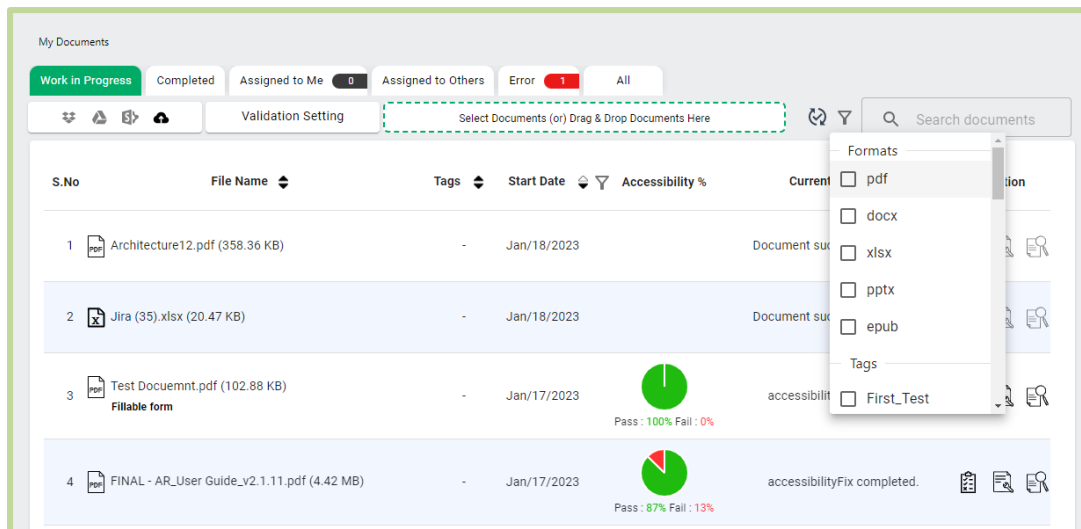 My Documents
Work in Progress Completed Assigned to Me 0 Assigned to Others Error 1 All
Validation Setting Select Documents (or) Drag & Drop Documents Here Search documents
Formats
S.No File Name Tags Start Date Accessibility % Current pdf
docx
1 PDF Architecture12.pdf (358.36 KB) - Jan/18/2023 Document xlsx
pptx
2 X Jira (35).xlsx (20.47 KB) - Jan/18/2023 Document epub
Tags
3 PDF Test Docuemnt.pdf (102.88 KB) - Jan/17/2023 First_Test
Fillable form
Pass : 100% Fail : 0%
4 PDF FINAL - AR_User Guide_v2.1.11.pdf (4.42 MB) - Jan/17/2023 accessibilityFix completed.
Pass : 87% Fail : 13%